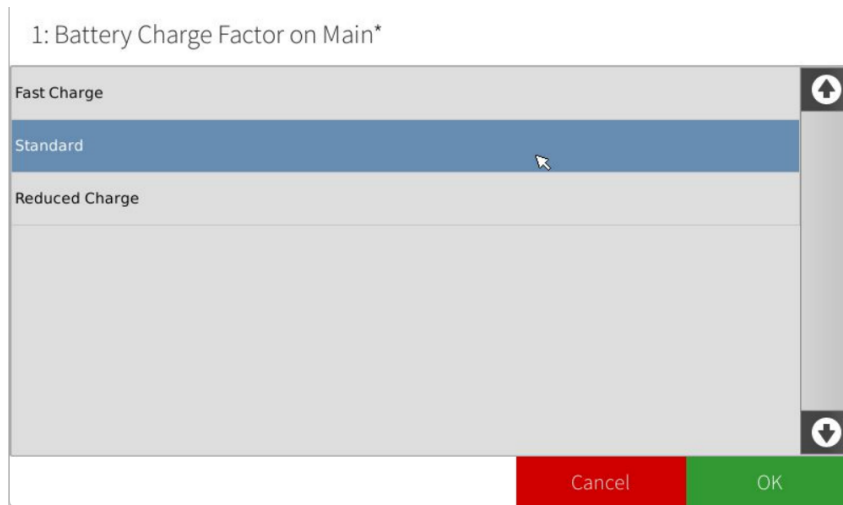 1: Battery Charge Factor on Main*
Fast Charge
Standard
Reduced Charge
Cancel
OK